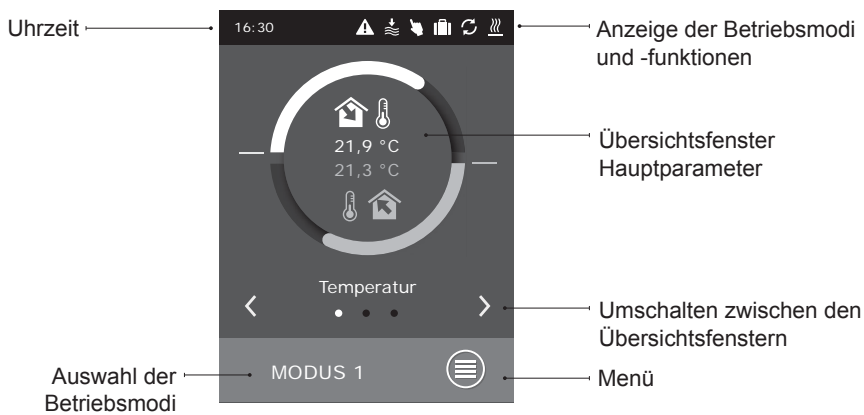 Uhrzeit
16:30
Anzeige der Betriebsmodi
und -funktionen
21,9 °C
21,3 °C
Übersichtsfenster
Hauptparameter
Temperatur
Umschalten zwischen den
Übersichtsfenstern
Auswahl der
Betriebsmodi
MODUS 1
Menü